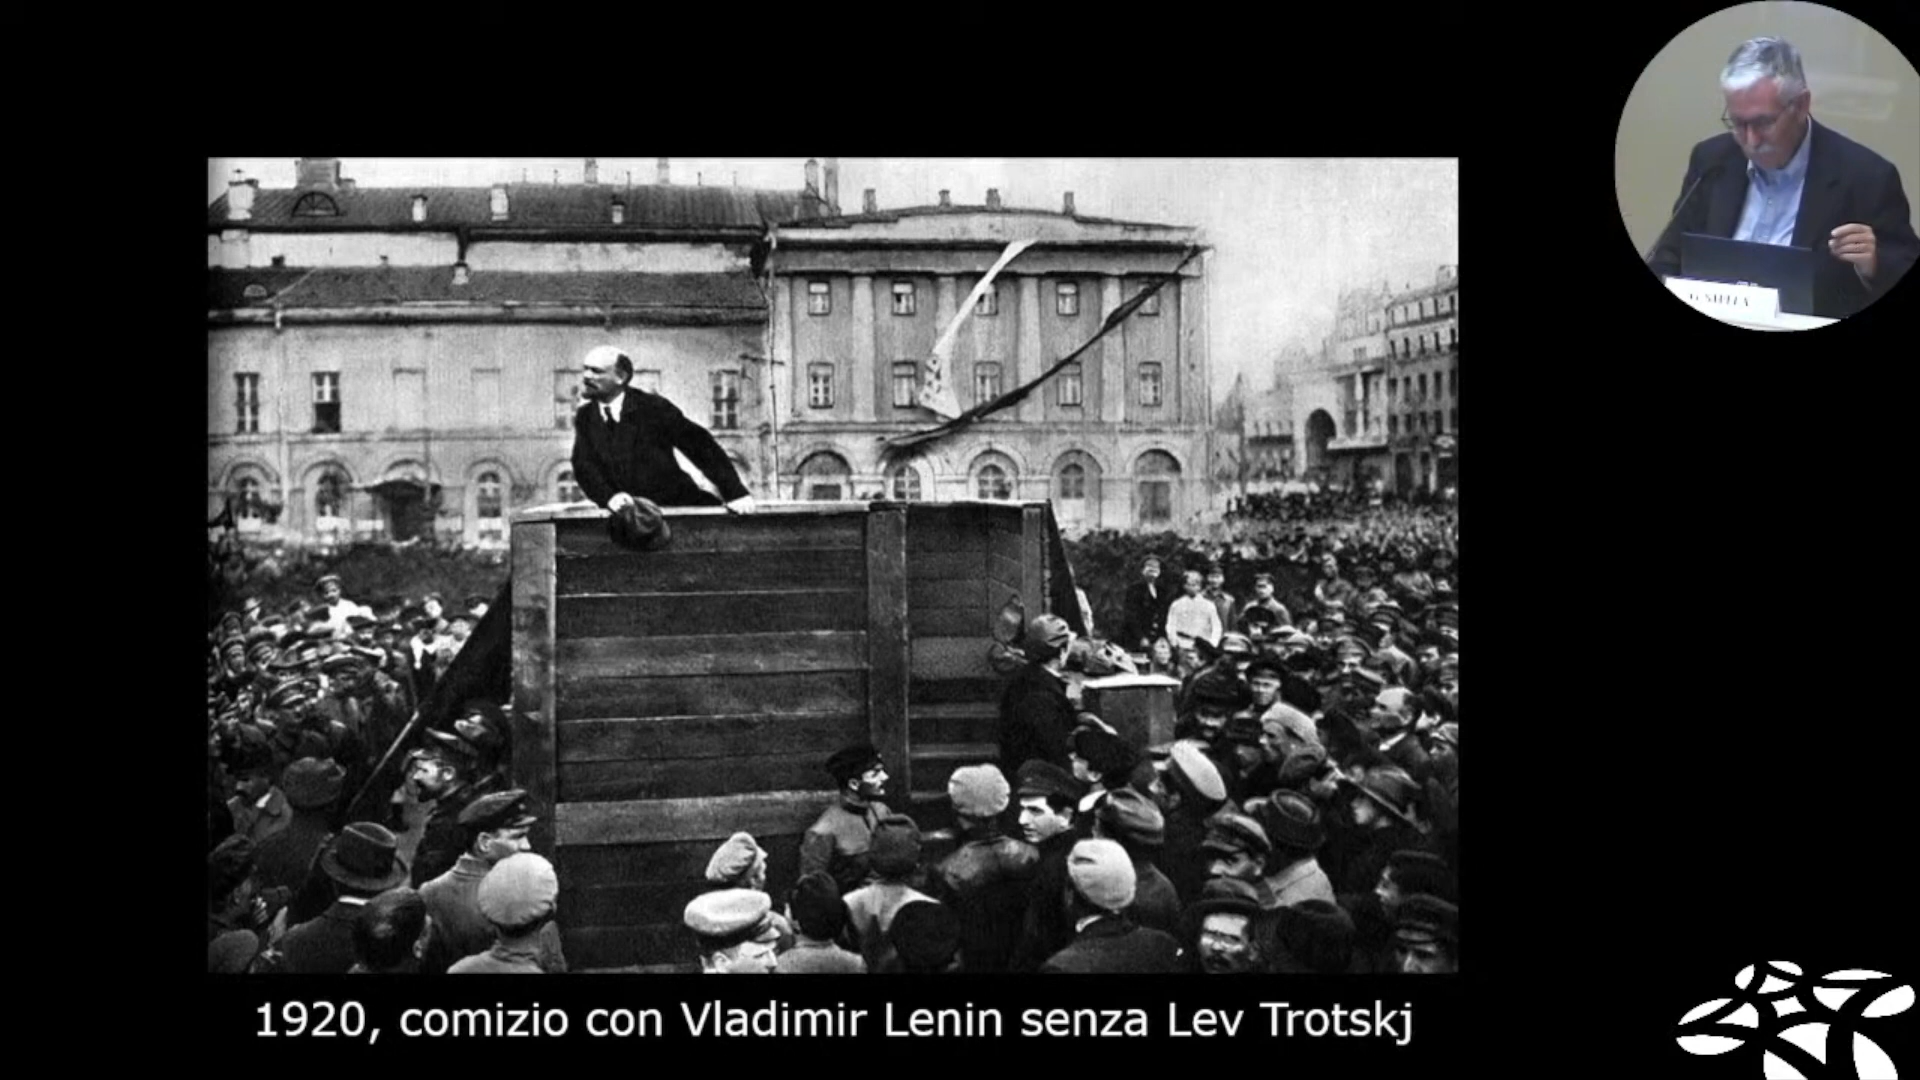 1920, comizio con Vladimir Lenin senza Lev Trotskj